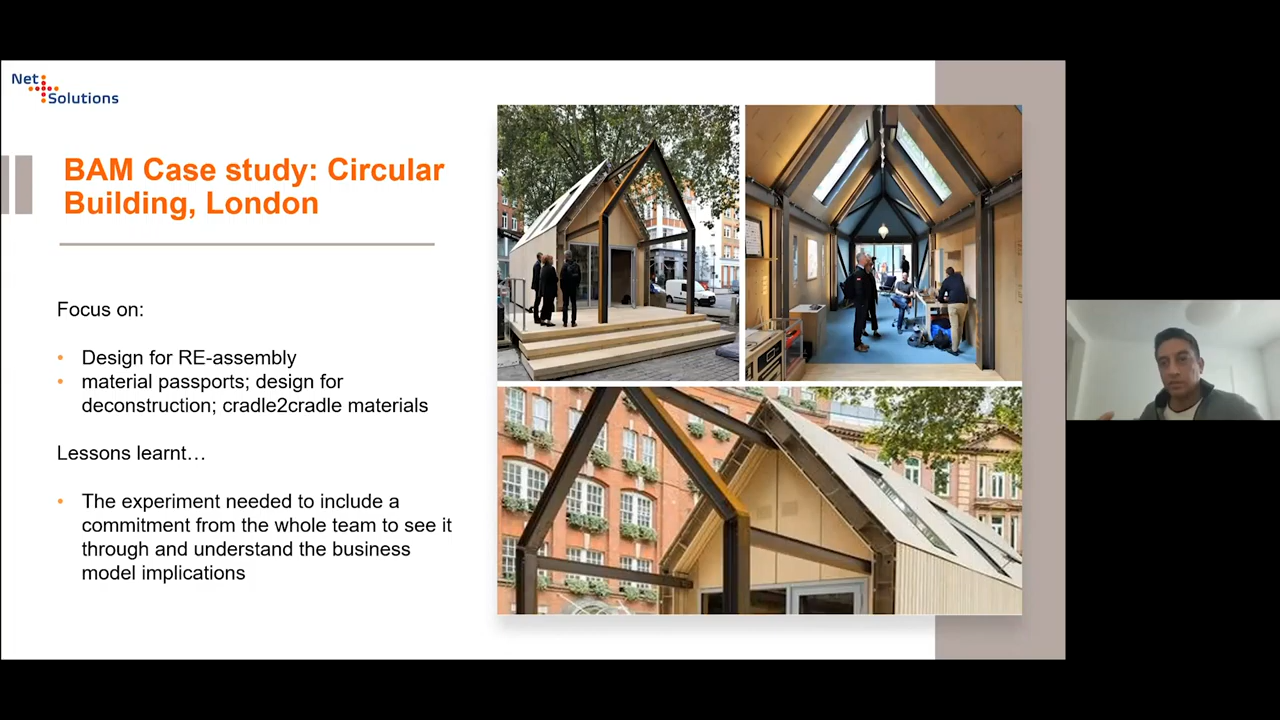 Net
Solutions
BAM Case study: Circular
Building, London
Focus on:
• Design for RE-assembly
• material passports; design for
deconstruction; cradle2cradle materials
Lessons learnt…
• The experiment needed to include a
commitment from the whole team to see it
through and understand the business
model implications